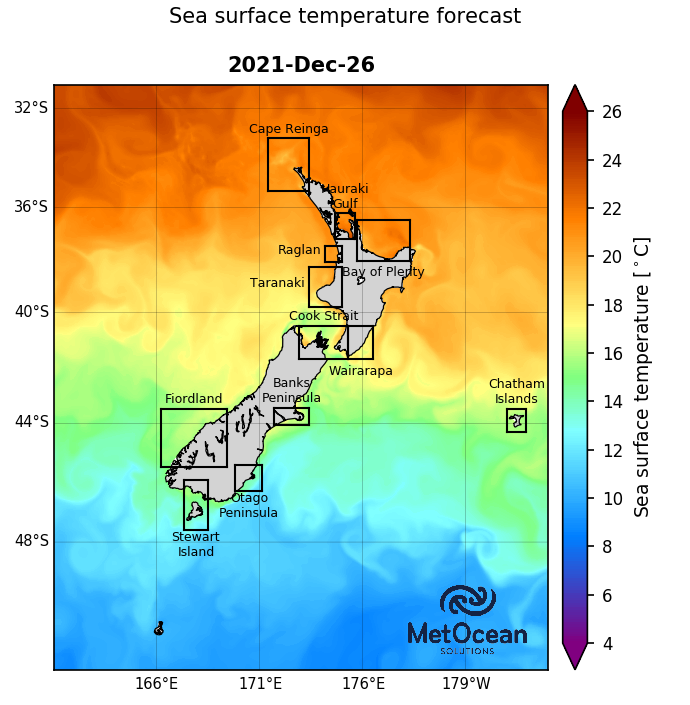 Sea surface temperature forecast
2021-Dec-26
32°S
36°S
40°S
44°S
48°S
166°E
171°E
176°E
179°W
Cape Reinga
Hauraki
Gulf
Raglan
Bay of Plenty
Taranaki
Cook Strait
Wairarapa
Banks
Peninsula
Fiordland
Chatham
Islands
Otago
Peninsula
Stewart
Island
MetOcean
SOLUTIONS
26
24
22
20
18
16
14
12
10
8
6
4
Sea surface temperature [°C]